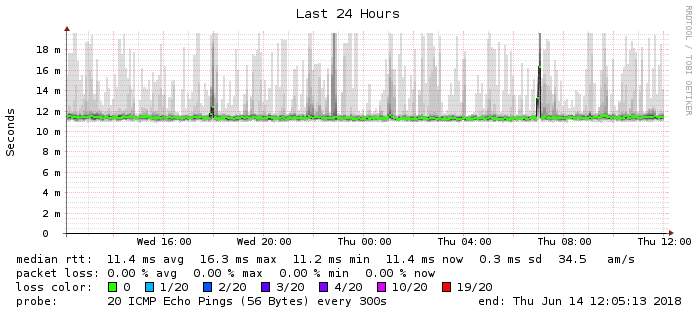 Last 24 Hours
RRDTOOL / TOBI OETIKER
Seconds
18 m
16 m
14 m
12 m
10 m
8 m
6 m
4 m
2 m
0
Wed 16:00 Wed 20:00 Thu 00:00 Thu 04:00 Thu 08:00 Thu 12:00
median rtt: 11.4 ms avg 16.3 ms max 11.2 ms min 11.4 ms now 0.3 ms sd 34.5 am/s
packet loss: 0.00 % avg 0.00 % max 0.00 % min 0.00 % now
loss color: 0 1/20 2/20 3/20 4/20 10/20 19/20
probe: 20 ICMP Echo Pings (56 Bytes) every 300s end: Thu Jun 14 12:05:13 2018